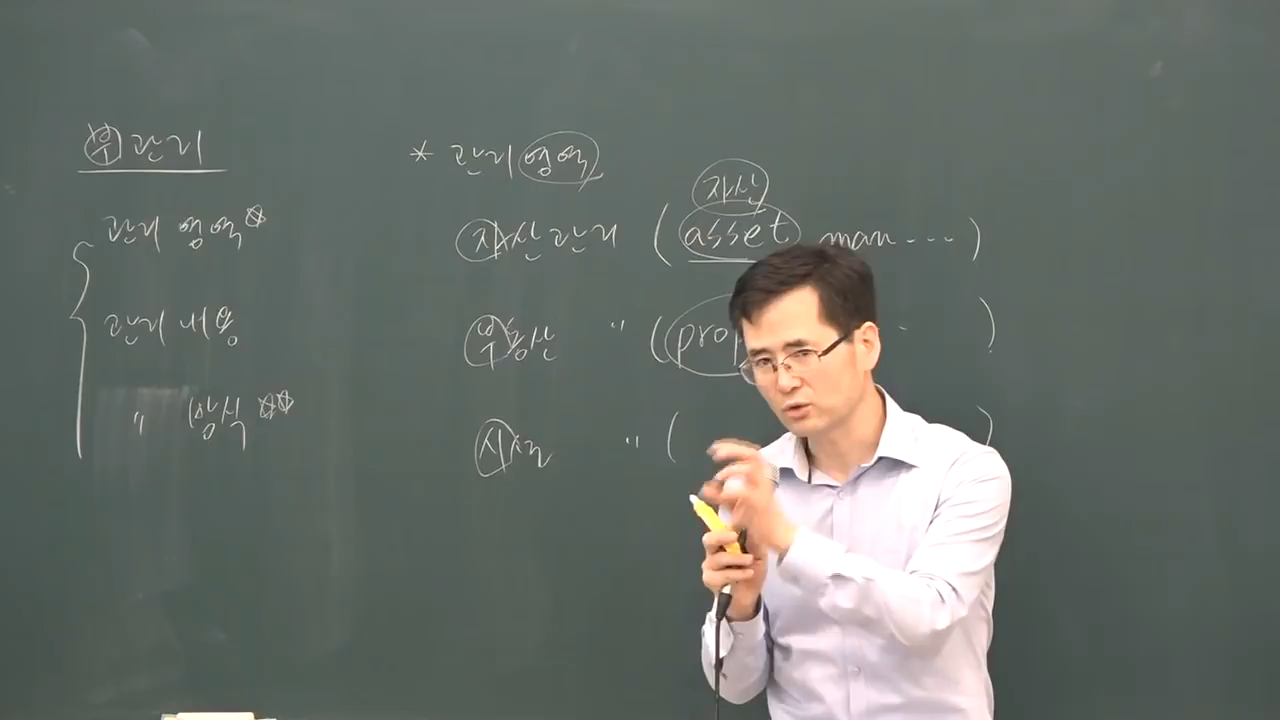 부 관리
관리 영역
관리 내용
" 방식
* 관리영역
자산
자산관리 (asset man....)
부동산 " (prop )
시설 " ( )